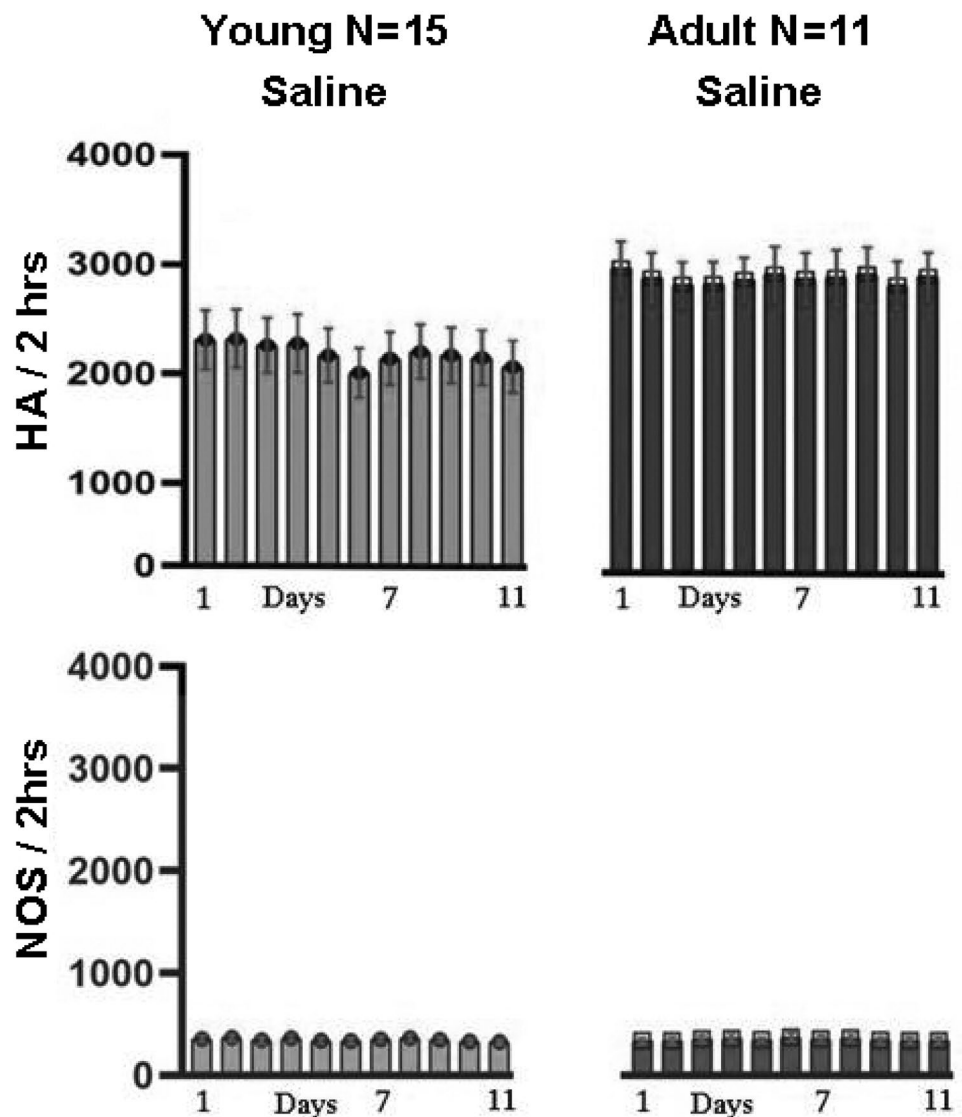 Young N=15
Saline
Adult N=11
Saline
HA / 2 hrs
4000
3000
2000
1000
0
1 Days 7 11
1 Days 7 11
NOS / 2hrs
4000
3000
2000
1000
0
1 Days 7 11
1 Days 7 11